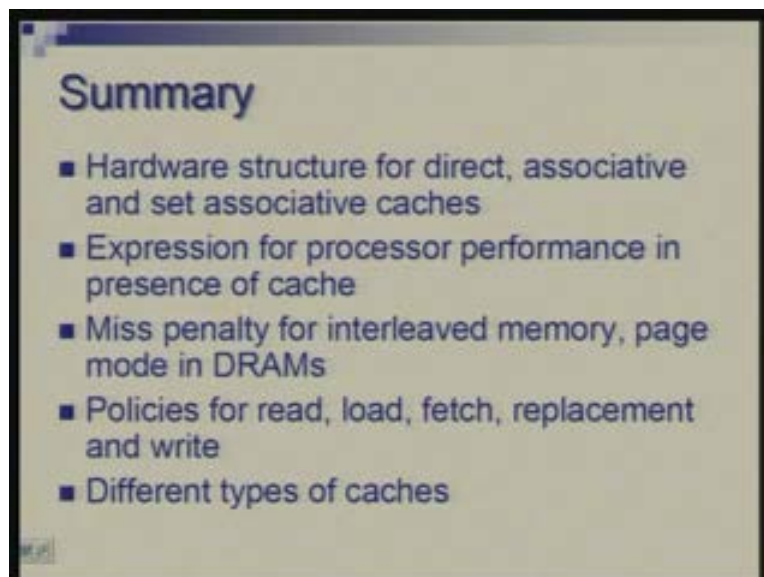 Summary
Hardware structure for direct, associative
and set associative caches
Expression for processor performance in
presence of cache
Miss penalty for interleaved memory, page
mode in DRAMs
Policies for read, load, fetch, replacement
and write
Different types of caches